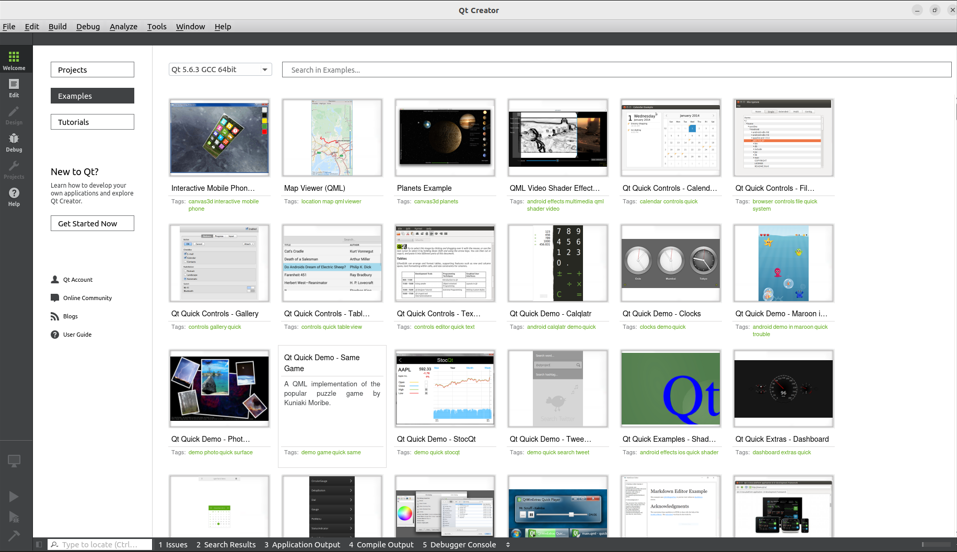 Qt Creator
File Edit Build Debug Analyze Tools Window Help
Welcome
Edit
Design
Debug
Projects
Help
Projects
Examples
Tutorials
New to Qt?
Learn how to develop your
own applications and explore
Qt Creator.
Get Started Now
Qt Account
Online Community
Blogs
User Guide
Qt 5.6.3 GCC 64bit
Search in Examples...
Interactive Mobile Phon...
Tags: canvas3d interactive mobile
phone
Map Viewer (QML)
Tags: location map qml viewer
Planets Example
Tags: canvas3d planets
QML Video Shader Effect...
Tags: android effects multimedia qml
shader video
Qt Quick Controls - Calend...
Tags: calendar controls quick
Qt Quick Controls - Fil...
Tags: browser controls file quick
system
Qt Quick Controls - Gallery
Tags: controls gallery quick
Qt Quick Controls - Tabl...
Tags: controls quick table view
Qt Quick Controls - Tex...
Tags: controls editor quick text
Qt Quick Demo - Calqlatr
Tags: android calqlatr demo quick
Qt Quick Demo - Clocks
Tags: clocks demo quick
Qt Quick Demo - Maroon i...
Tags: android demo in maroon quick
trouble
Qt Quick Demo - Phot...
Tags: demo photo quick surface
Qt Quick Demo - Same
Game
A QML implementation of the
popular puzzle game by
Kuniaki Moribe.
Tags: demo game quick same
StocQt
AAPL
Qt Quick Demo - StocQt
Tags: demo quick stocqt
Qt Quick Demo - Twee...
Tags: demo quick search tweet
Qt
Qt Quick Examples - Shad...
Tags: android effects ios quick shader
Qt Quick Extras - Dashboard
Tags: dashboard extras quick
Markdown Editor Example
Acknowledgments
Type to locate (Ctrl...
1 Issues 2 Search Results 3 Application Output 4 Compile Output 5 Debugger Console